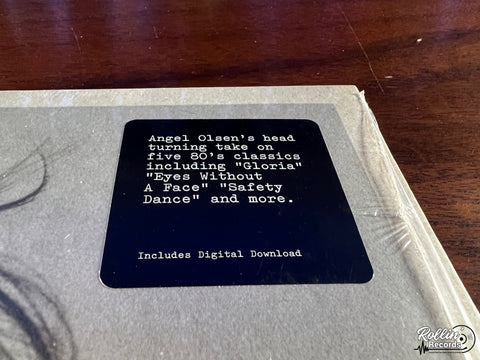 Angel Olsen's head
turning take on
five 80's classics
including "Gloria"
"Eyes Without
A Face" "Safety
Dance" and more.
Includes Digital Download
Rollin'
Records